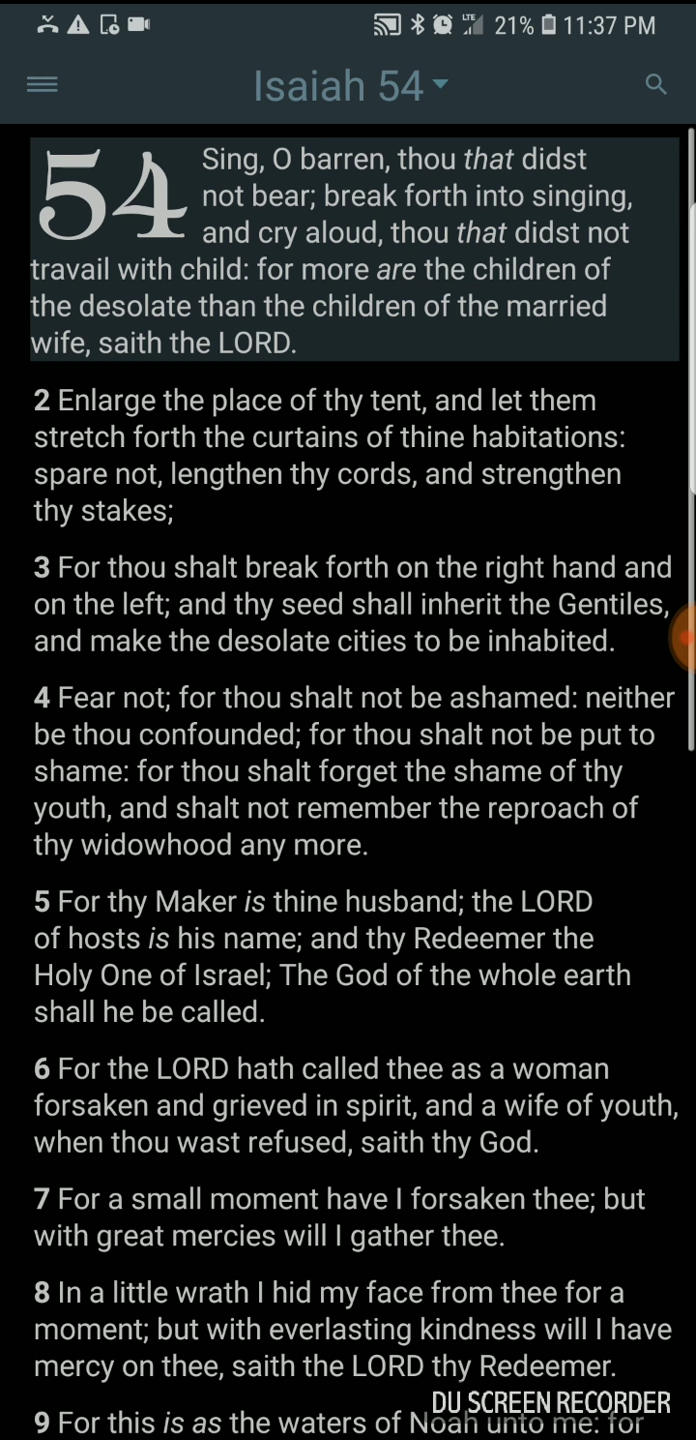 LTE 21% 11:37 PM
Isaiah 54
54 Sing, O barren, thou that didst
not bear; break forth into singing,
and cry aloud, thou that didst not
travail with child: for more are the children of
the desolate than the children of the married
wife, saith the LORD.
2 Enlarge the place of thy tent, and let them
stretch forth the curtains of thine habitations:
spare not, lengthen thy cords, and strengthen
thy stakes;
3 For thou shalt break forth on the right hand and
on the left; and thy seed shall inherit the Gentiles,
and make the desolate cities to be inhabited.
4 Fear not; for thou shalt not be ashamed: neither
be thou confounded; for thou shalt not be put to
shame: for thou shalt forget the shame of thy
youth, and shalt not remember the reproach of
thy widowhood any more.
5 For thy Maker is thine husband; the LORD
of hosts is his name; and thy Redeemer the
Holy One of Israel; The God of the whole earth
shall he be called.
6 For the LORD hath called thee as a woman
forsaken and grieved in spirit, and a wife of youth,
when thou wast refused, saith thy God.
7 For a small moment have I forsaken thee; but
with great mercies will I gather thee.
8 In a little wrath I hid my face from thee for a
moment; but with everlasting kindness will I have
mercy on thee, saith the LORD thy Redeemer.
DU SCREEN RECORDER
9 For this is as the waters of Noah unto me: for